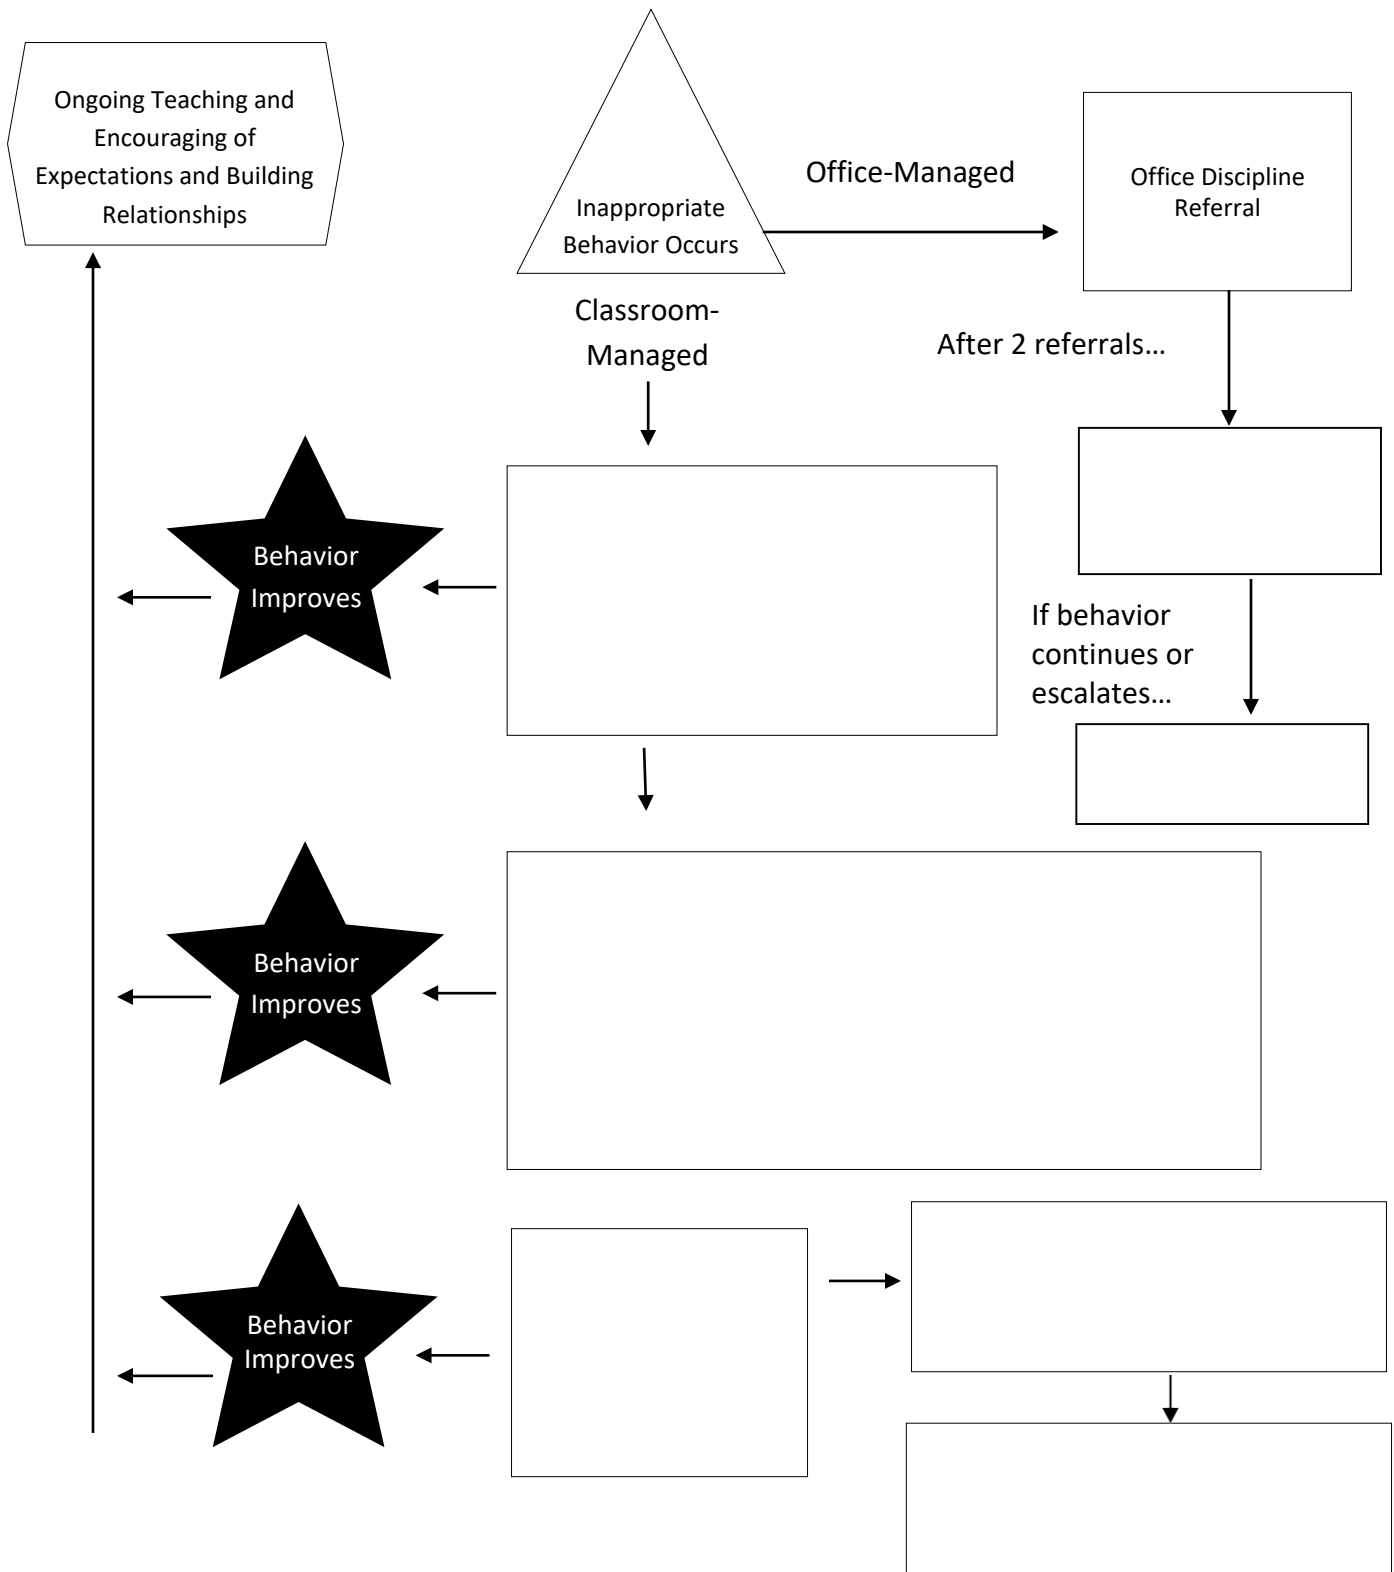 Ongoing Teaching and
Encouraging of
Expectations and Building
Relationships
Inappropriate
Behavior Occurs
Office-Managed
Office Discipline
Referral
Classroom-
Managed
After 2 referrals…
Behavior
Improves
If behavior
continues or
escalates…
Behavior
Improves
Behavior
Improves